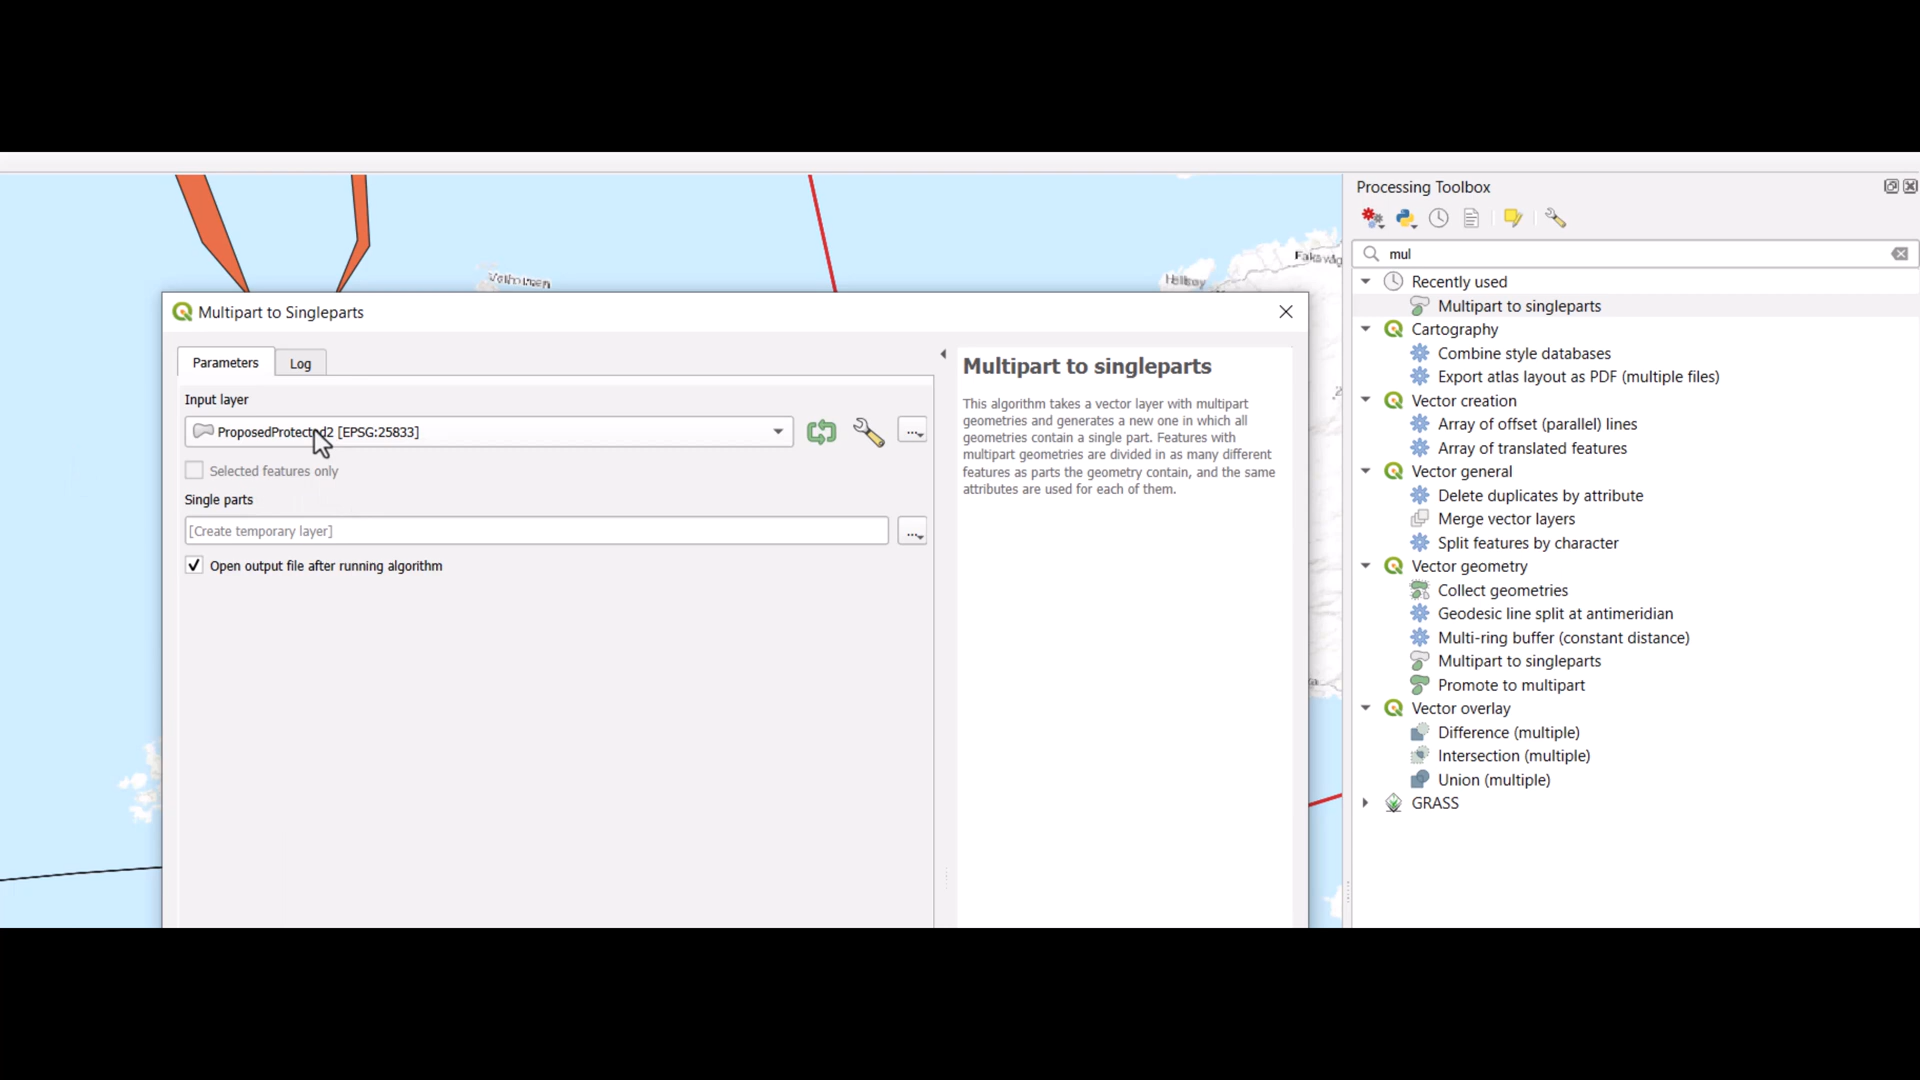 Processing Toolbox
mul
Recently used
Multipart to singleparts
Cartography
Combine style databases
Export atlas layout as PDF (multiple files)
Vector creation
Array of offset (parallel) lines
Array of translated features
Vector general
Delete duplicates by attribute
Merge vector layers
Split features by character
Vector geometry
Collect geometries
Geodesic line split at antimeridian
Multi-ring buffer (constant distance)
Multipart to singleparts
Promote to multipart
Vector overlay
Difference (multiple)
Intersection (multiple)
Union (multiple)
GRASS
Multipart to Singleparts
Parameters
Log
Input layer
ProposedProtected2 [EPSG:25833]
...
Selected features only
Single parts
[Create temporary layer]
...
Open output file after running algorithm
Multipart to singleparts
This algorithm takes a vector layer with multipart
geometries and generates a new one in which all
geometries contain a single part. Features with
multipart geometries are divided in as many different
features as parts the geometry contain, and the same
attributes are used for each of them.